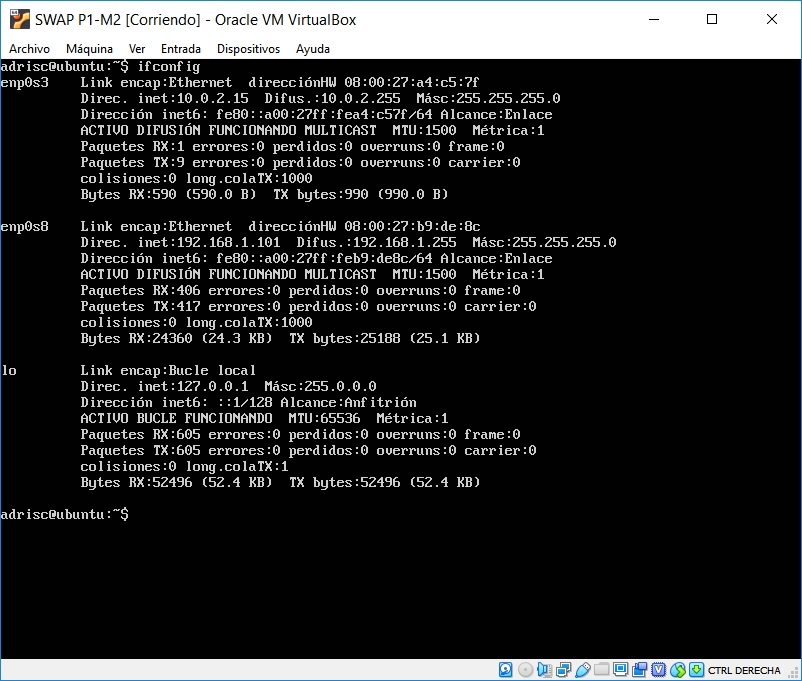 SWAP P1-M2 [Corriendo] - Oracle VM VirtualBox
Archivo Máquina Ver Entrada Dispositivos Ayuda
adrisc@ubuntu:~$ ifconfig
enp0s3 Link encap:Ethernet direcciónHW 08:00:27:a4:c5:7f
Direc. inet:10.0.2.15 Difus.:10.0.2.255 Másc:255.255.255.0
Dirección inet6: fe80::a00:27ff:fea4:c57f/64 Alcance:Enlace
ACTIVO DIFUSIÓN FUNCIONANDO MULTICAST MTU:1500 Métrica:1
Paquetes RX:1 errores:0 perdidos:0 overruns:0 frame:0
Paquetes TX:9 errores:0 perdidos:0 overruns:0 carrier:0
colisiones:0 long.colaTX:1000
Bytes RX:590 (590.0 B) TX bytes:990 (990.0 B)
enp0s8 Link encap:Ethernet direcciónHW 08:00:27:b9:de:8c
Direc. inet:192.168.1.101 Difus.:192.168.1.255 Másc:255.255.255.0
Dirección inet6: fe80::a00:27ff:feb9:de8c/64 Alcance:Enlace
ACTIVO DIFUSIÓN FUNCIONANDO MULTICAST MTU:1500 Métrica:1
Paquetes RX:406 errores:0 perdidos:0 overruns:0 frame:0
Paquetes TX:417 errores:0 perdidos:0 overruns:0 carrier:0
colisiones:0 long.colaTX:1000
Bytes RX:24360 (24.3 KB) TX bytes:25188 (25.1 KB)
lo Link encap:Bucle local
Direc. inet:127.0.0.1 Másc:255.0.0.0
Dirección inet6: ::1/128 Alcance:Anfitrión
ACTIVO BUCLE FUNCIONANDO MTU:65536 Métrica:1
Paquetes RX:605 errores:0 perdidos:0 overruns:0 frame:0
Paquetes TX:605 errores:0 perdidos:0 overruns:0 carrier:0
colisiones:0 long.colaTX:1
Bytes RX:52496 (52.4 KB) TX bytes:52496 (52.4 KB)
adrisc@ubuntu:~$
CTRL DERECHA